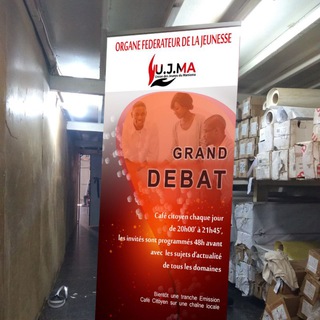 ORGANE FEDERATEUR DE LA JEUNESSE
U.J.MA
GRAND
DEBAT
Café citoyen chaque jour
de 20h00' à 21h45',
les invités sont programmés 48h avant
avec les sujets d'actualité
de tous les domaines
Bientôt une tranche Emission
Café Citoyen sur une chaîne locale